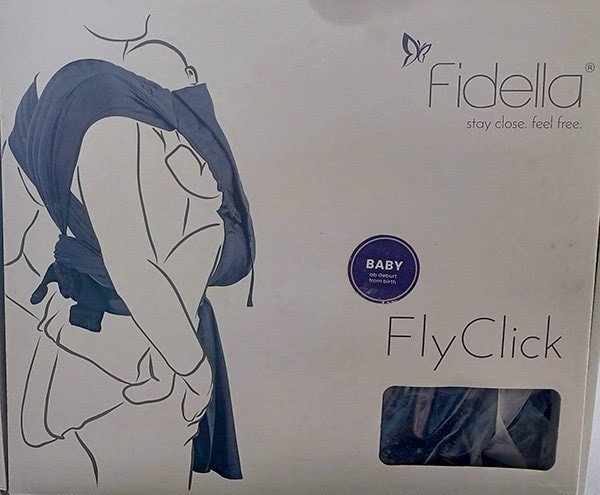 Fidella®
stay close. feel free.
BABY
ab Geburt
from birth
FlyClick